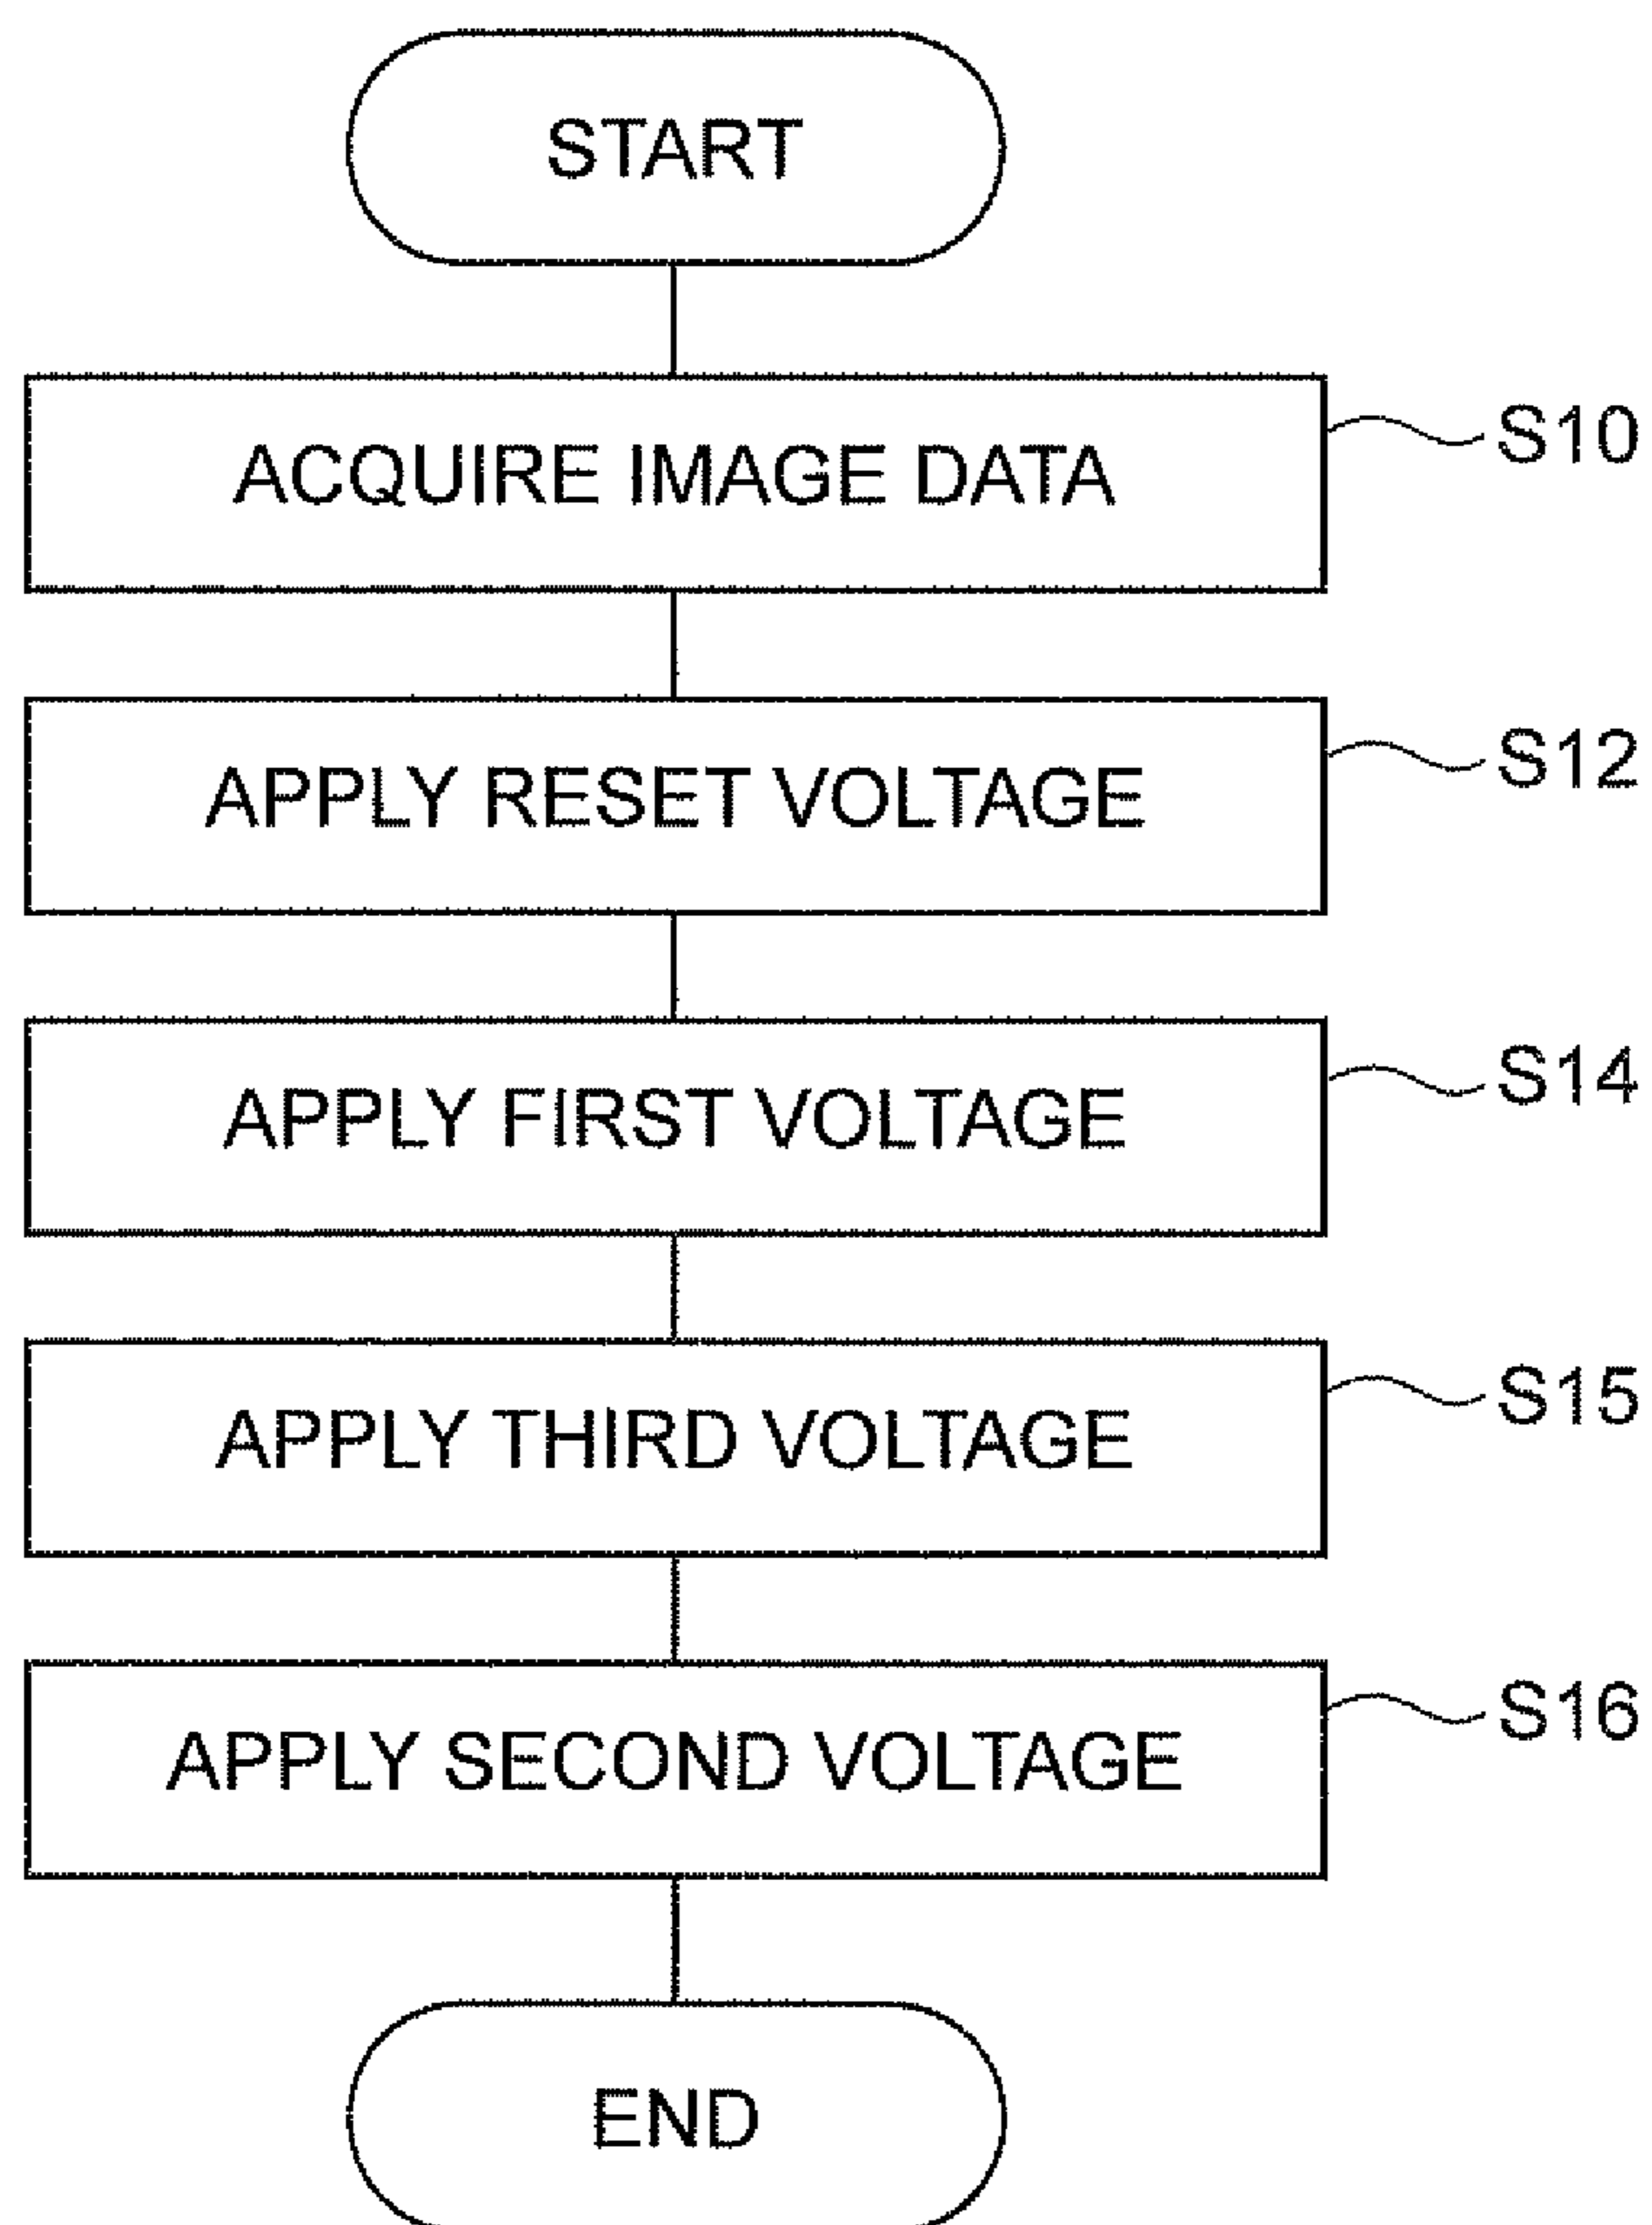 START
ACQUIRE IMAGE DATA
S10
APPLY RESET VOLTAGE
S12
APPLY FIRST VOLTAGE
S14
APPLY THIRD VOLTAGE
S15
APPLY SECOND VOLTAGE
S16
END